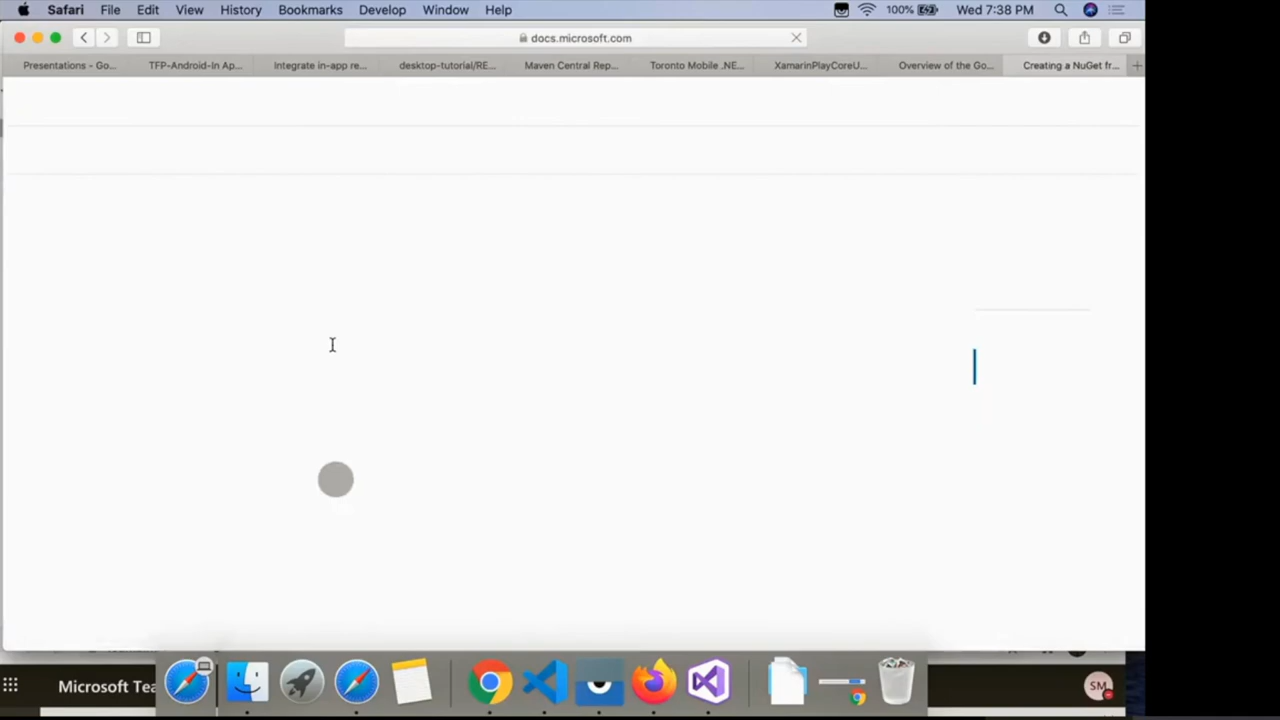 Safari File Edit View History Bookmarks Develop Window Help 100% Wed 7:38 PM
docs.microsoft.com
Presentations - Go... TFP-Android-In Ap... Integrate in-app re... desktop-tutorial/RE... Maven Central Rep... Toronto Mobile .NE... XamarinPlayCoreU... Overview of the Go... Creating a NuGet fr...
Microsoft Tea SM